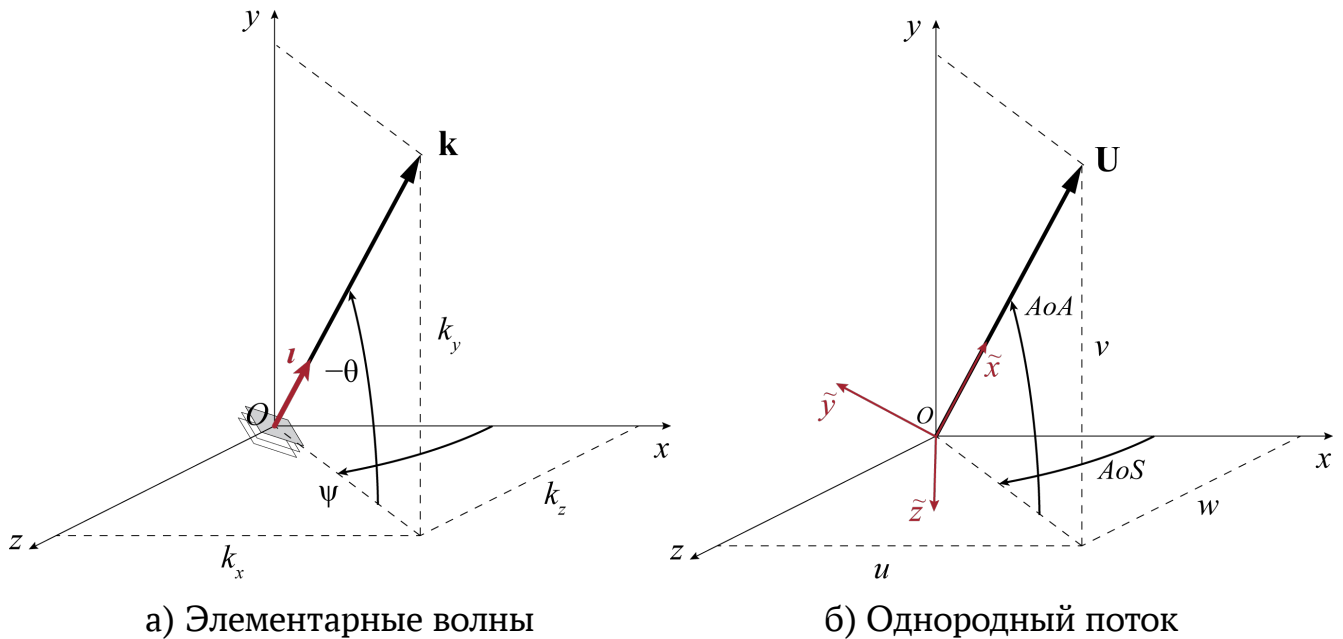 y
k
ι
−θ
k_y
O
x
ψ
k_z
z
k_x
а) Элементарные волны
y
U
AoA
x̃
v
ỹ
O
x
AoS
z̃
w
z
u
б) Однородный поток